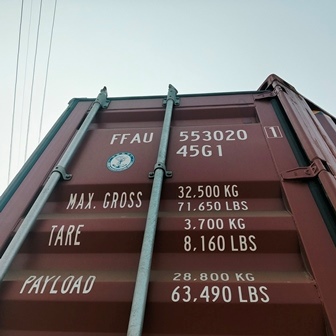 FFAU 553020 1
45G1
MAX. GROSS 32.500 KG
71.650 LBS
TARE 3.700 KG
8,160 LBS
PAYLOAD 28.800 KG
63,490 LBS